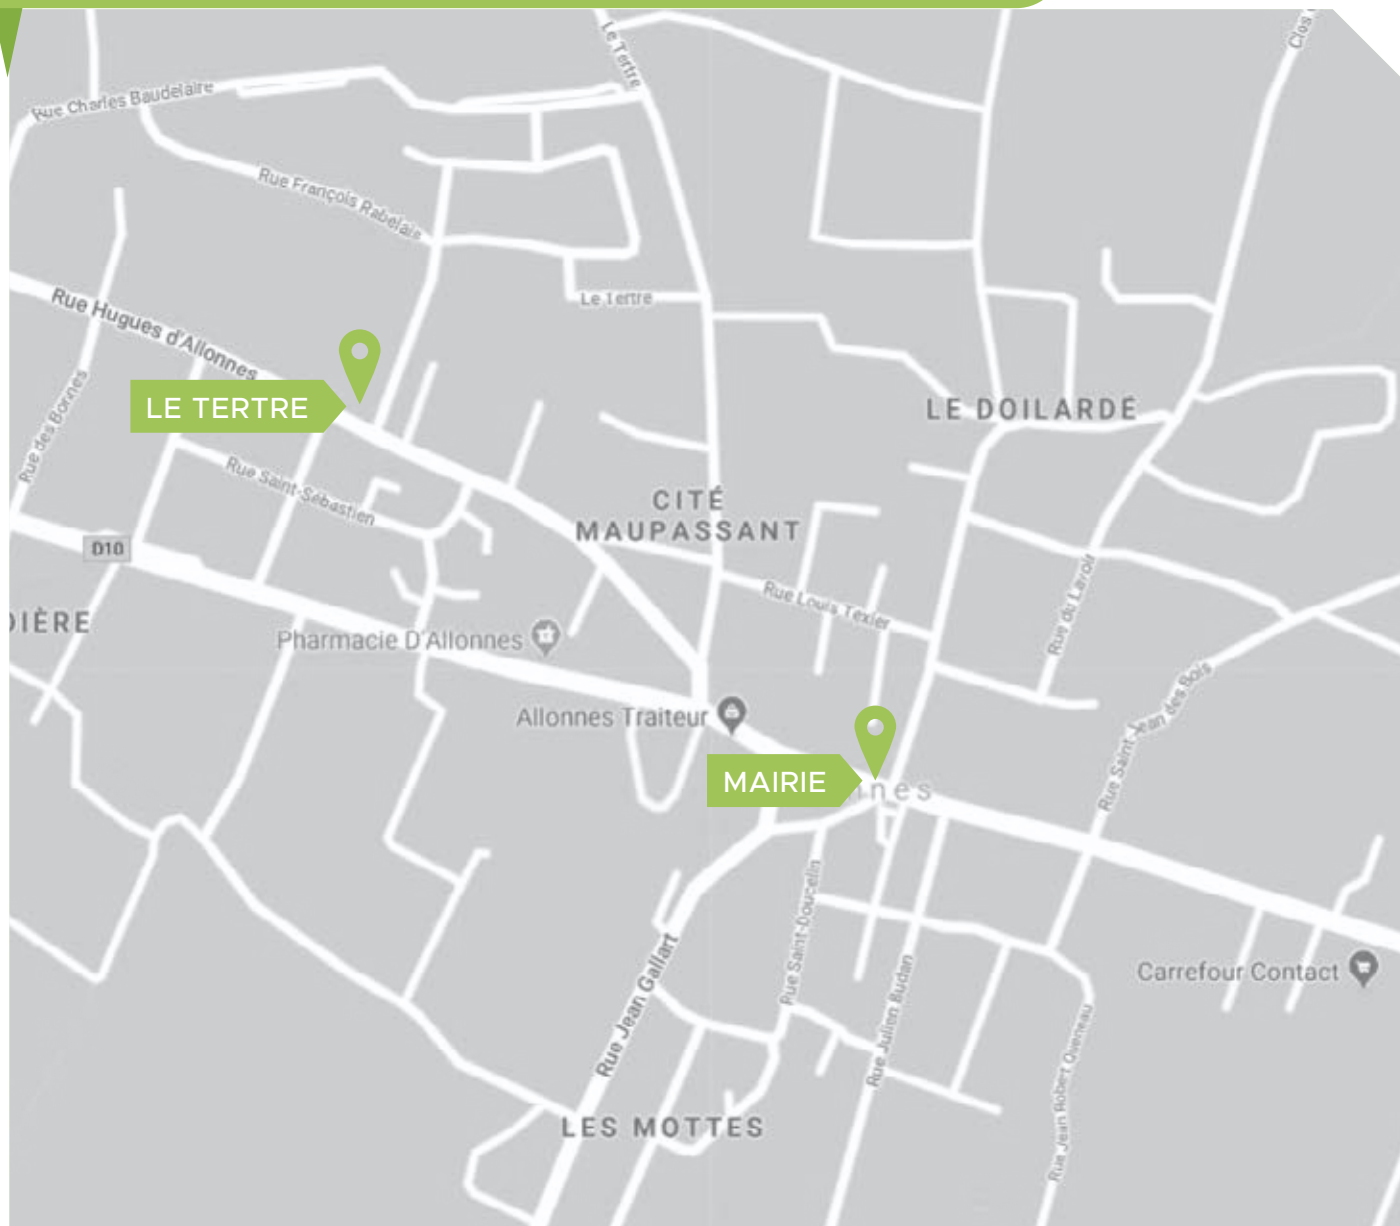 Clos
Le Tertre
Rue Charles Baudelaire
Rue François Rabelais
Le Tertre
Rue Hugues d'Allonnes
LE TERTRE
LE DOILARDÉ
Rue des Bonnes
Rue Saint-Sébastien
CITÉ
MAUPASSANT
D10
Rue Louis Texier
Rue du Lavoir
DIÈRE
Pharmacie D'Allonnes
Rue Saint-Jean des Bois
Allonnes Traiteur
MAIRIE
nes
Rue Saint-Doucelin
Rue Jean Gallart
Rue Julien Budan
Carrefour Contact
Rue Jean Robert
LES MOTTES